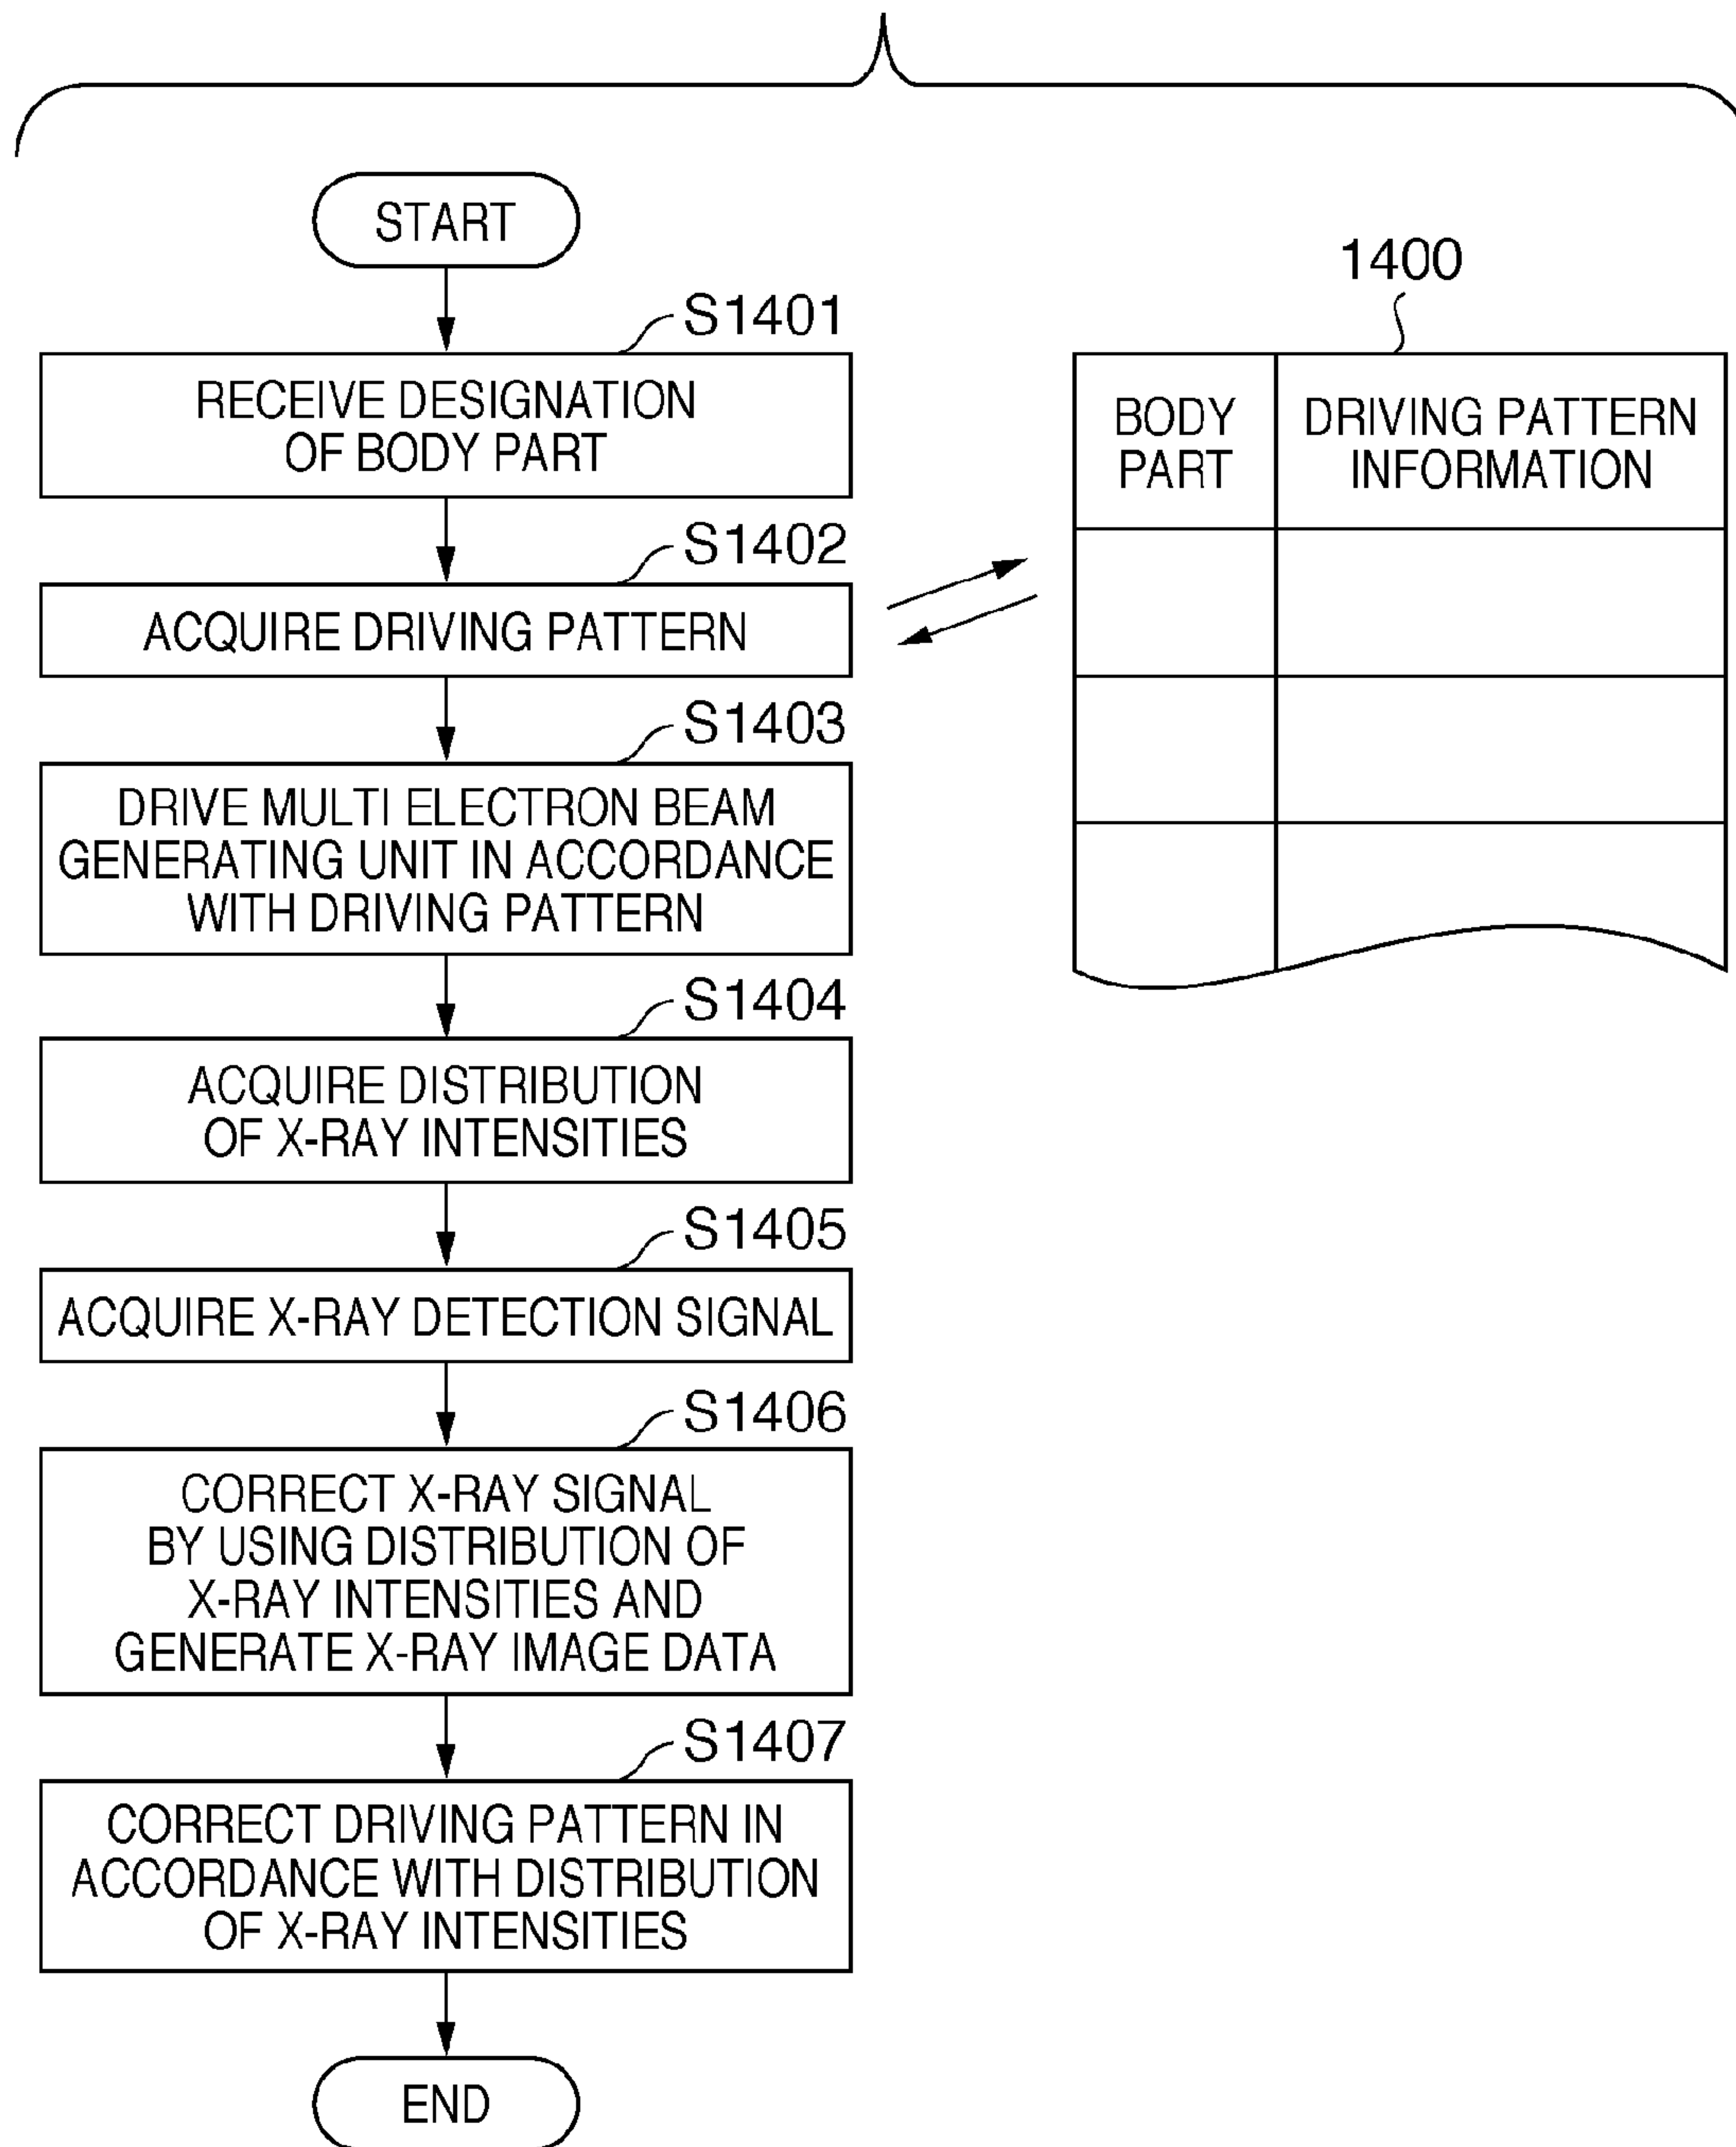 START
S1401
RECEIVE DESIGNATION
OF BODY PART
S1402
ACQUIRE DRIVING PATTERN
S1403
DRIVE MULTI ELECTRON BEAM
GENERATING UNIT IN ACCORDANCE
WITH DRIVING PATTERN
S1404
ACQUIRE DISTRIBUTION
OF X-RAY INTENSITIES
S1405
ACQUIRE X-RAY DETECTION SIGNAL
S1406
CORRECT X-RAY SIGNAL
BY USING DISTRIBUTION OF
X-RAY INTENSITIES AND
GENERATE X-RAY IMAGE DATA
S1407
CORRECT DRIVING PATTERN IN
ACCORDANCE WITH DISTRIBUTION
OF X-RAY INTENSITIES
END
1400
BODY
PART
DRIVING PATTERN
INFORMATION